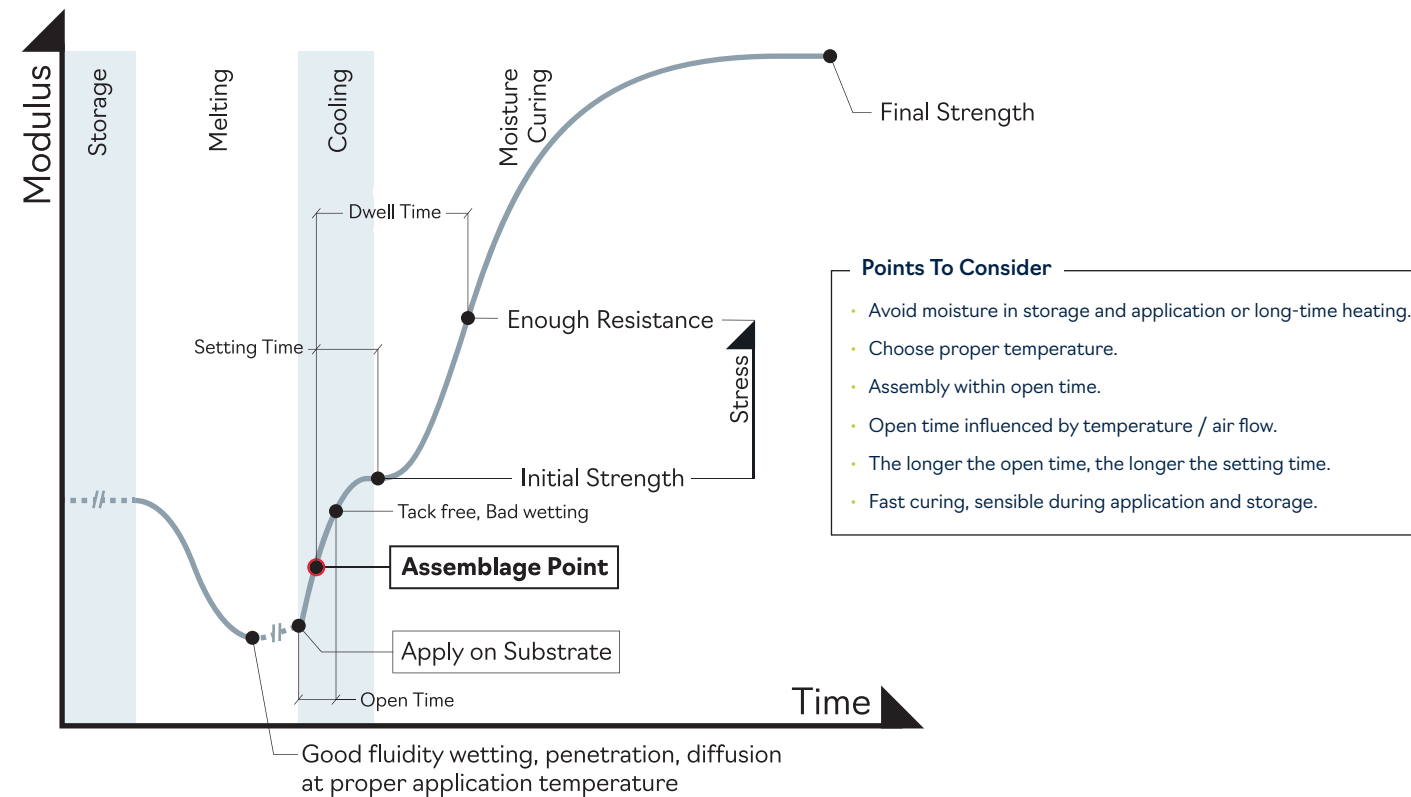 Modulus
Storage
Melting
Cooling
Moisture
Curing
Final Strength
Dwell Time
Enough Resistance
Setting Time
Stress
Initial Strength
Tack free, Bad wetting
Assemblage Point
Apply on Substrate
Open Time
Time
Good fluidity wetting, penetration, diffusion
at proper application temperature
Points To Consider
• Avoid moisture in storage and application or long-time heating.
• Choose proper temperature.
• Assembly within open time.
• Open time influenced by temperature / air flow.
• The longer the open time, the longer the setting time.
• Fast curing, sensible during application and storage.